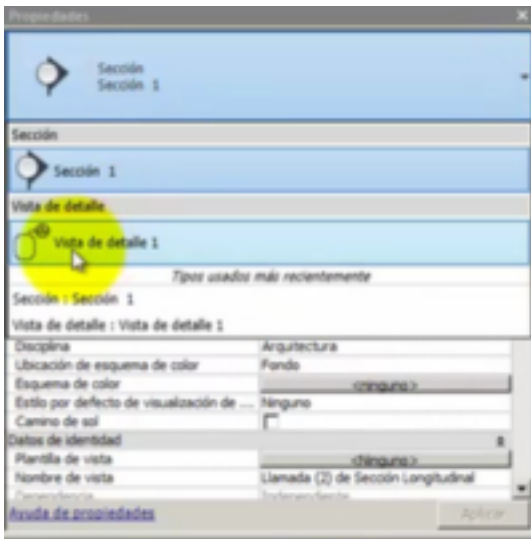 Propiedades
Sección
Sección 1
Sección
Sección 1
Vista de detalle
Vista de detalle 1
Tipos usados más recientemente
Sección : Sección 1
Vista de detalle : Vista de detalle 1
Disciplina Arquitectura
Ubicación de esquema de color Fondo
Esquema de color <ninguno>
Estilo por defecto de visualización de ... Ninguno
Camino de sol
Datos de identidad
Plantilla de vista <Ninguno>
Nombre de vista Llamada (2) de Sección Longitudinal
Dependencia Independiente
Ayuda de propiedades Aplicar